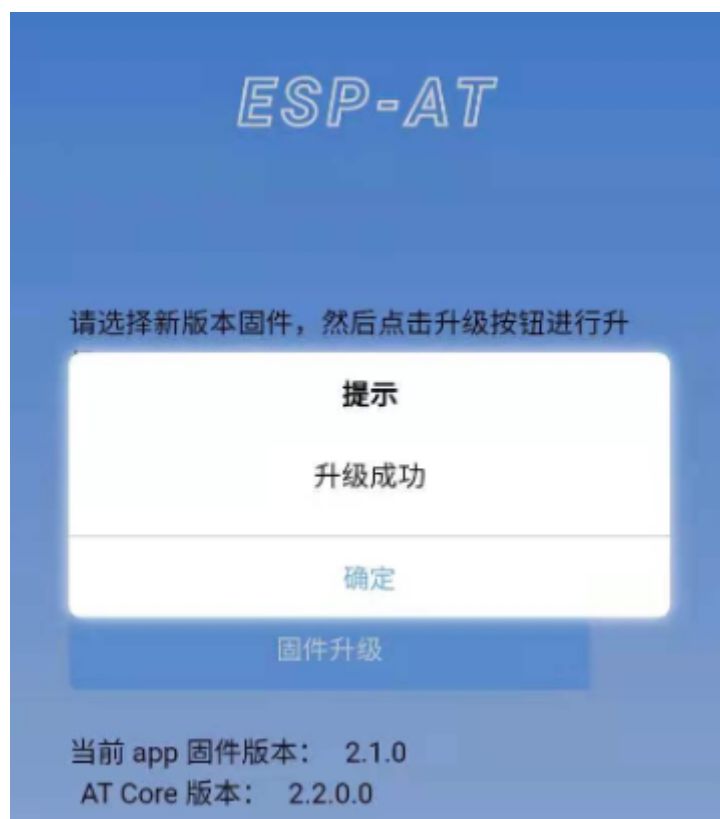 ESP-AT
请选择新版本固件，然后点击升级按钮进行升
提示
升级成功
确定
固件升级
当前 app 固件版本： 2.1.0
AT Core 版本： 2.2.0.0